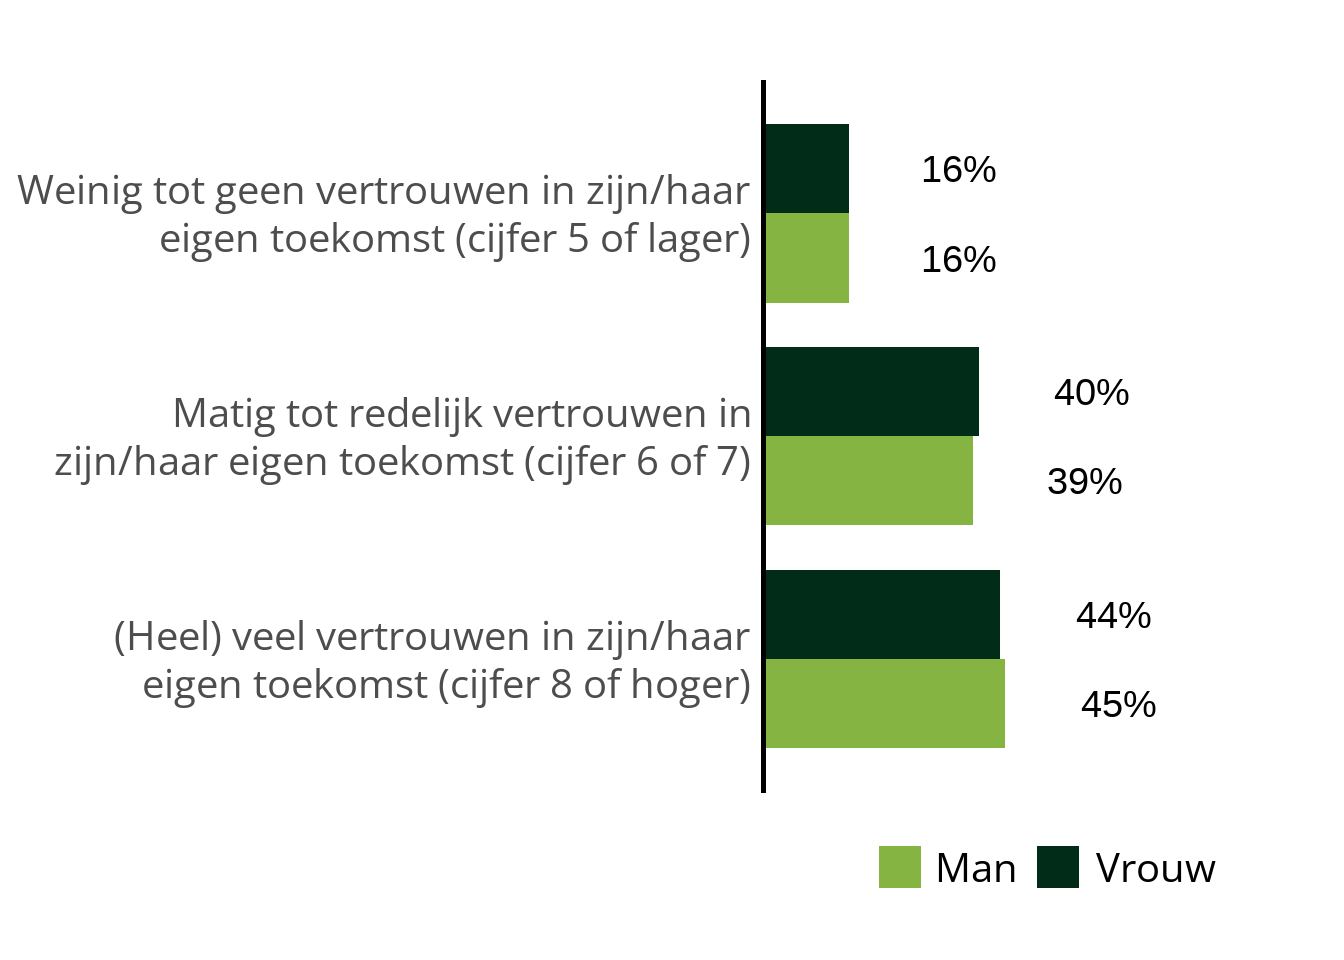 Weinig tot geen vertrouwen in zijn/haar
eigen toekomst (cijfer 5 of lager)
16%
16%
Matig tot redelijk vertrouwen in
zijn/haar eigen toekomst (cijfer 6 of 7)
40%
39%
(Heel) veel vertrouwen in zijn/haar
eigen toekomst (cijfer 8 of hoger)
44%
45%
Man
Vrouw